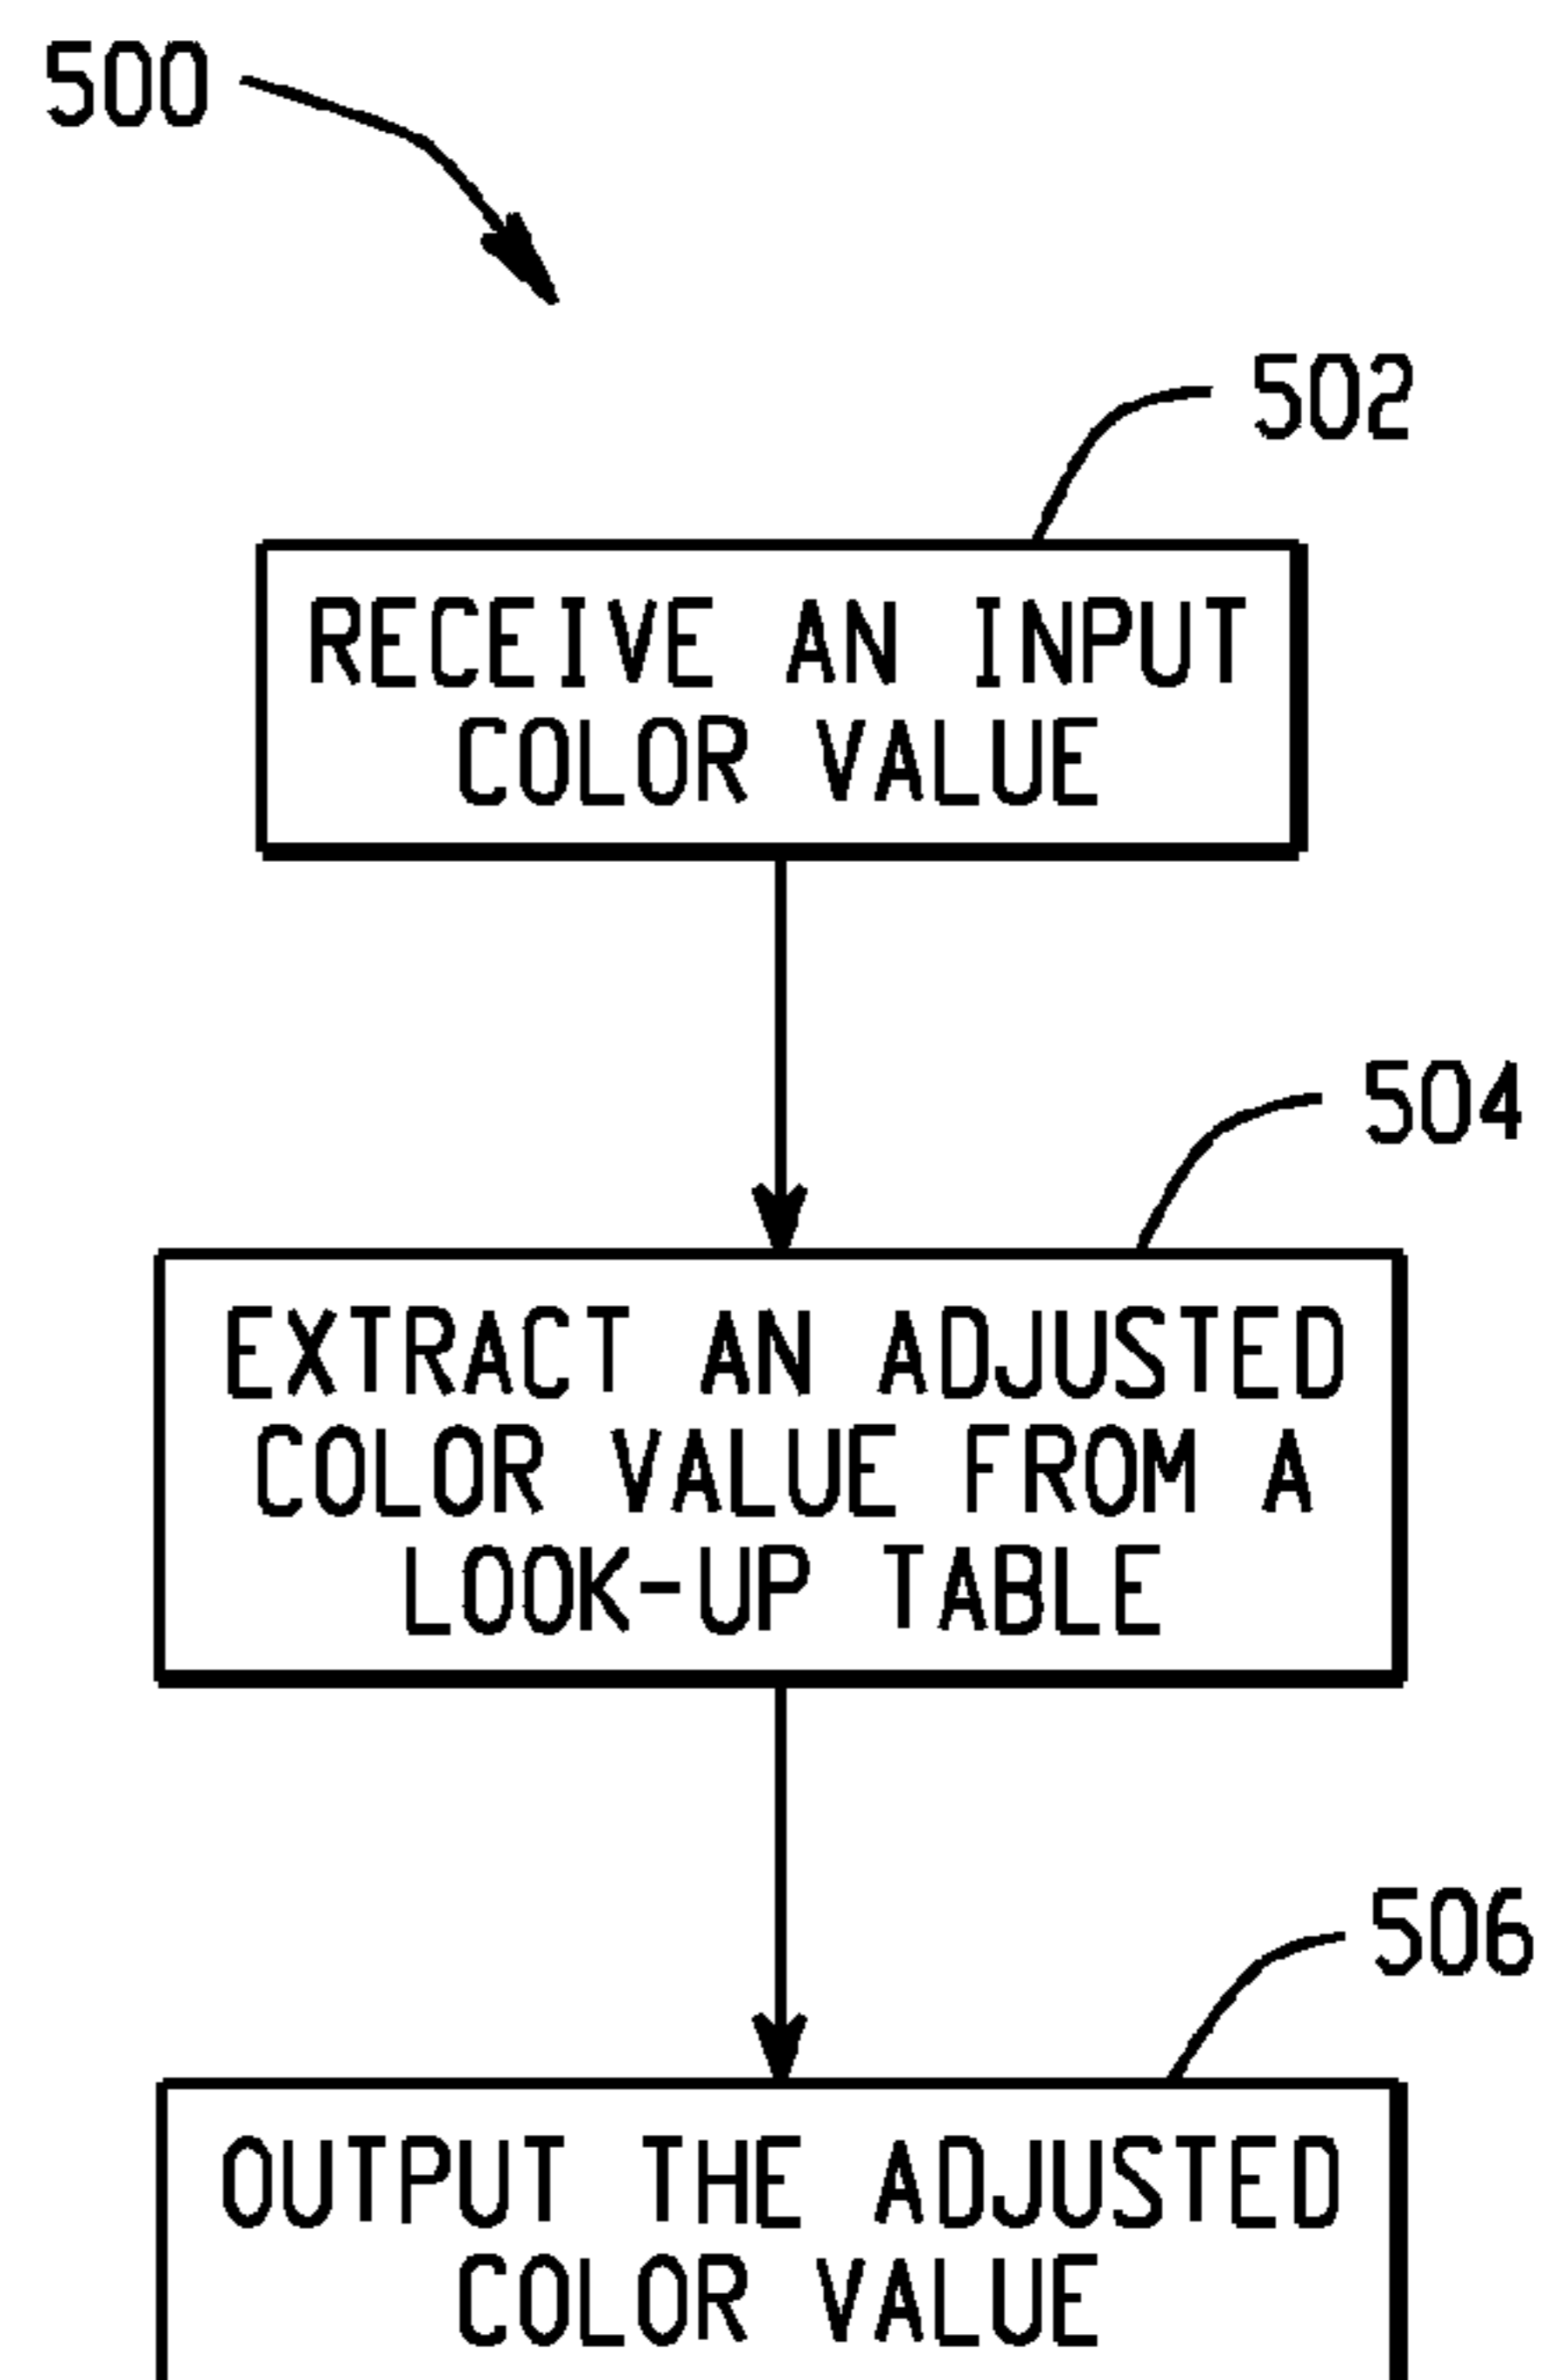 500
502
RECEIVE AN INPUT
COLOR VALUE
504
EXTRACT AN ADJUSTED
COLOR VALUE FROM A
LOOK-UP TABLE
506
OUTPUT THE ADJUSTED
COLOR VALUE